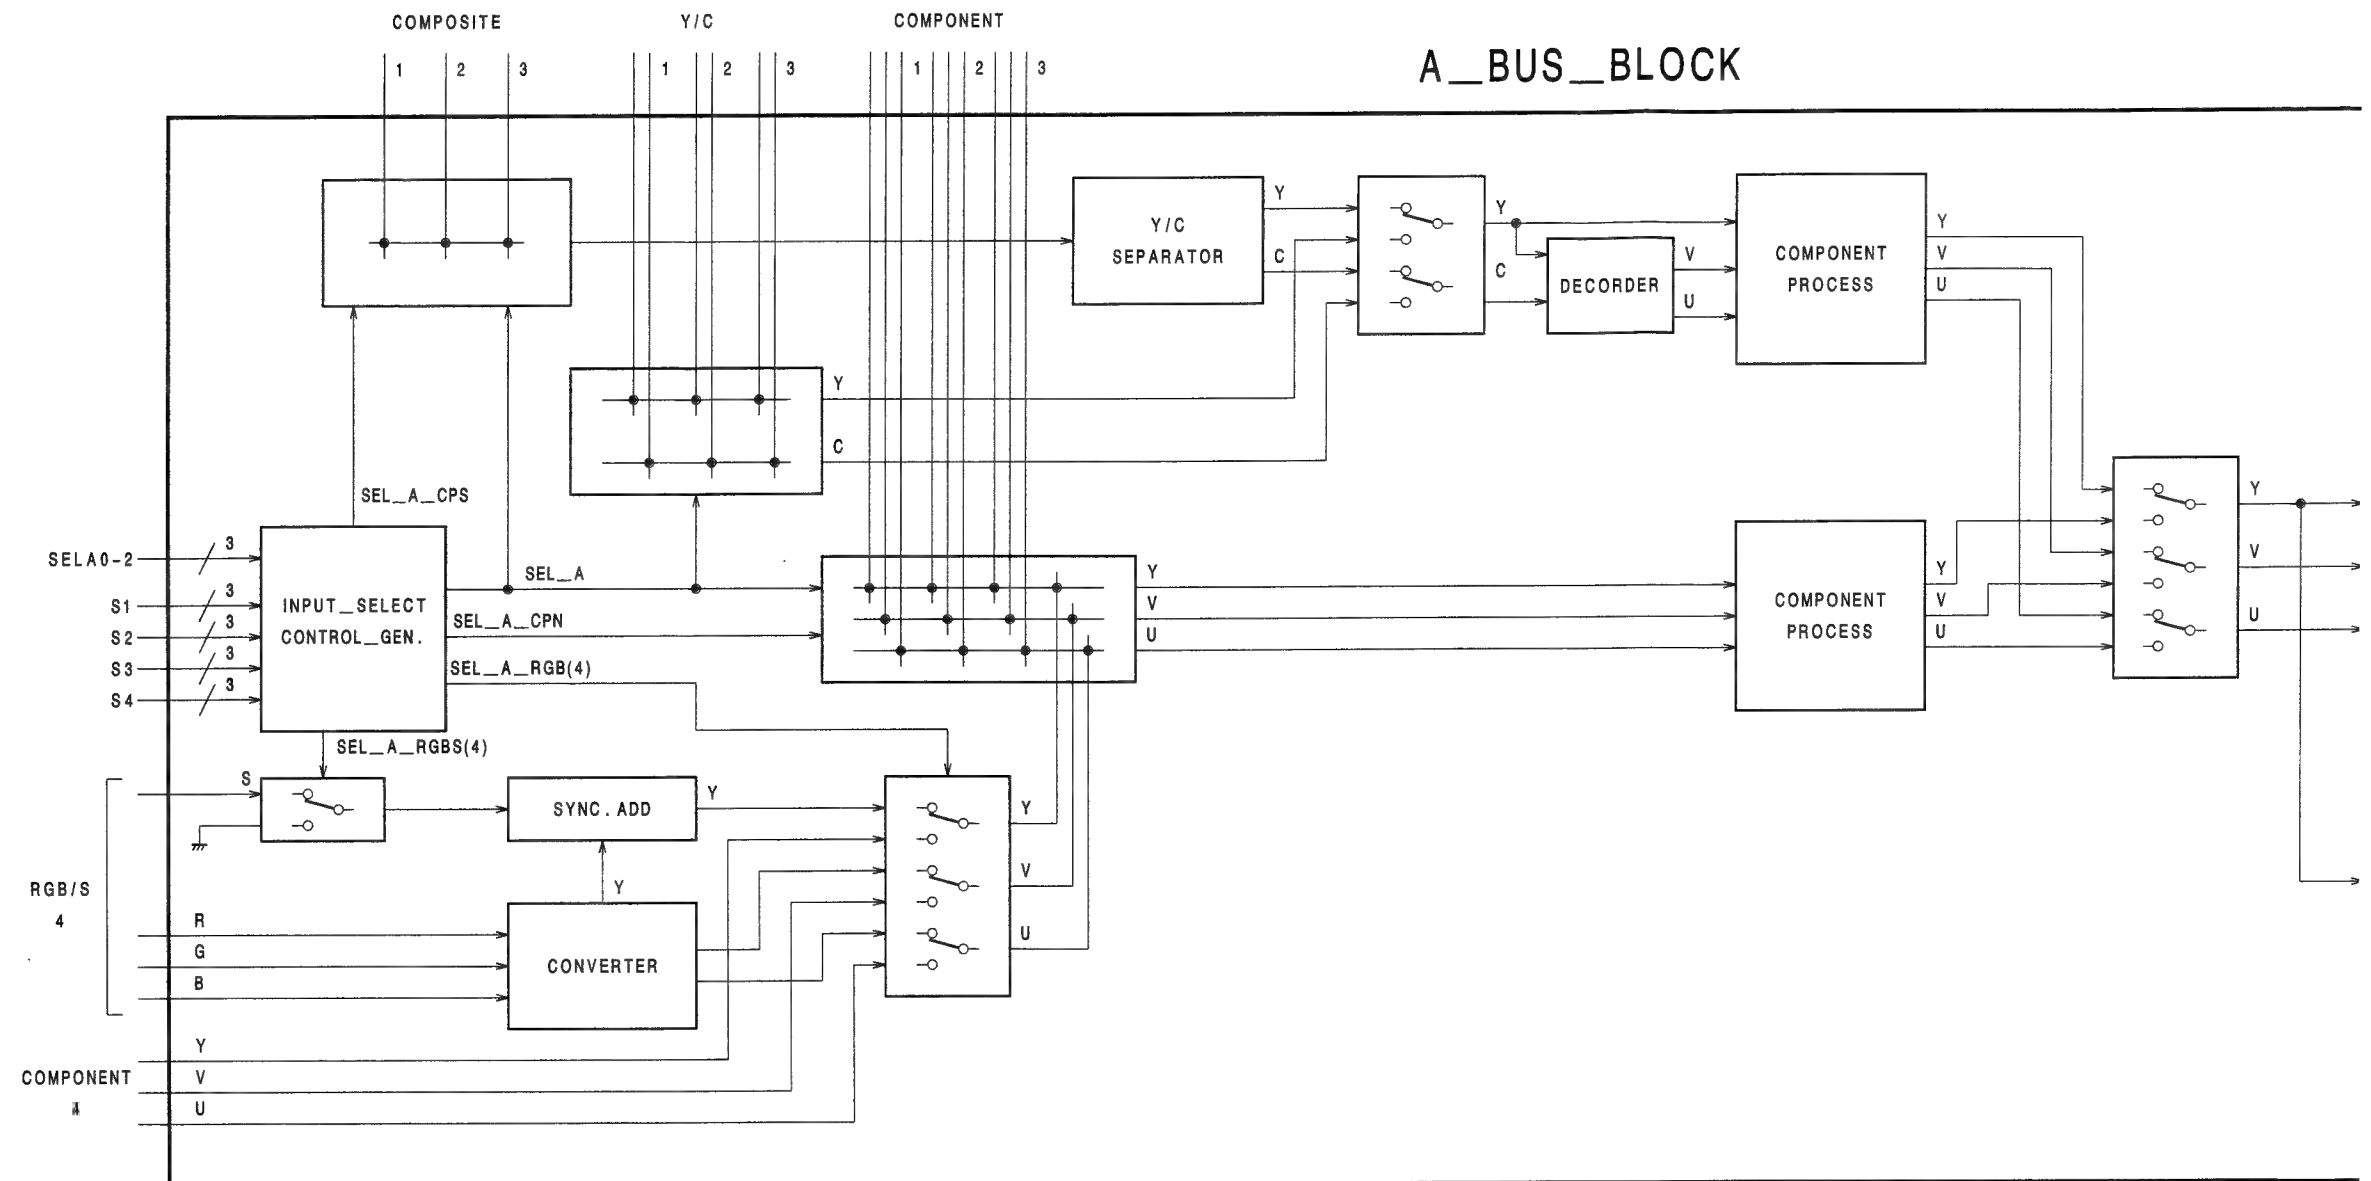 COMPOSITE Y/C COMPONENT
1 2 3 1 2 3 1 2 3
A_BUS_BLOCK
Y/C
SEPARATOR
Y
C
Y
C
DECORDER
V
U
COMPONENT
PROCESS
Y
V
U
Y
C
SEL_A_CPS
SELA0-2
3
S1
3
S2
3
S3
3
S4
3
INPUT_SELECT
CONTROL_GEN.
SEL_A
SEL_A_CPN
SEL_A_RGB(4)
SEL_A_RGBS(4)
Y
V
U
COMPONENT
PROCESS
Y
V
U
Y
V
U
S
SYNC.ADD
Y
Y
RGB/S
4
R
G
B
CONVERTER
Y
V
U
COMPONENT
Y
V
U